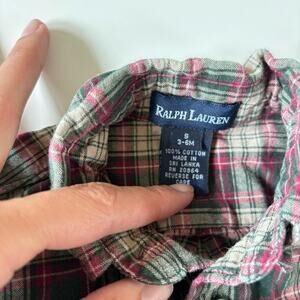 RALPH LAUREN
S
3-6M
100% COTTON
MADE IN
SRI LANKA
RN 20864
REVERSE FOR
CARE